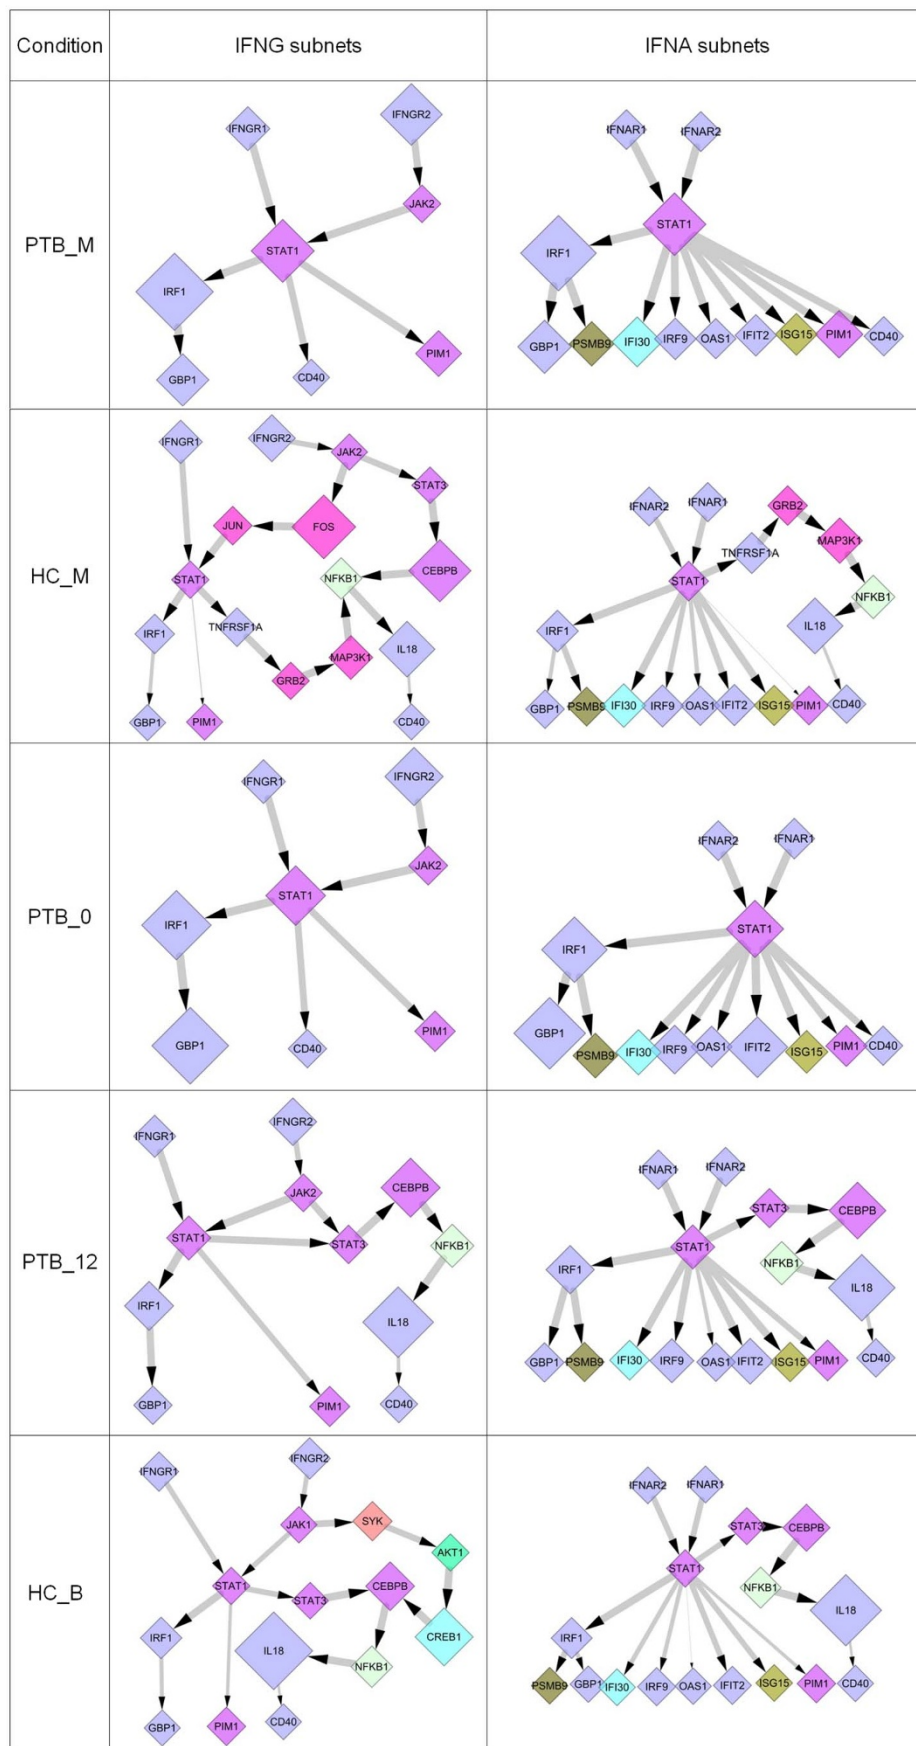 Condition IFNG subnets IFNA subnets
PTB_M
IFNGR1
IFNGR2
JAK2
STAT1
IRF1
PIM1
GBP1
CD40
IFNAR1
IFNAR2
STAT1
IRF1
GBP1
PSMB9
IFI30
IRF9
OAS1
IFIT2
ISG15
PIM1
CD40
HC_M
IFNGR1
IFNGR2
JAK2
STAT3
JUN
FOS
STAT1
NFKB1
CEBPB
IRF1
TNFRSF1A
GRB2
MAP3K1
IL18
GBP1
PIM1
CD40
IFNAR2
IFNAR1
GRB2
TNFRSF1A
MAP3K1
STAT1
NFKB1
IRF1
IL18
GBP1
PSMB9
IFI30
IRF9
OAS1
IFIT2
ISG15
PIM1
CD40
PTB_0
IFNGR1
IFNGR2
JAK2
STAT1
IRF1
GBP1
CD40
PIM1
IFNAR2
IFNAR1
STAT1
IRF1
GBP1
PSMB9
IFI30
IRF9
OAS1
IFIT2
ISG15
PIM1
CD40
PTB_12
IFNGR1
IFNGR2
JAK2
CEBPB
STAT1
STAT3
NFKB1
IRF1
IL18
GBP1
PIM1
CD40
IFNAR1
IFNAR2
STAT3
CEBPB
STAT1
NFKB1
IRF1
IL18
GBP1
PSMB9
IFI30
IRF9
OAS1
IFIT2
ISG15
PIM1
CD40
HC_B
IFNGR1
IFNGR2
JAK1
SYK
AKT1
STAT1
STAT3
CEBPB
IRF1
IL18
NFKB1
CREB1
GBP1
PIM1
CD40
IFNAR2
IFNAR1
STAT3
CEBPB
STAT1
NFKB1
IL18
IRF1
PSMB9
GBP1
IFI30
IRF9
OAS1
IFIT2
ISG15
PIM1
CD40